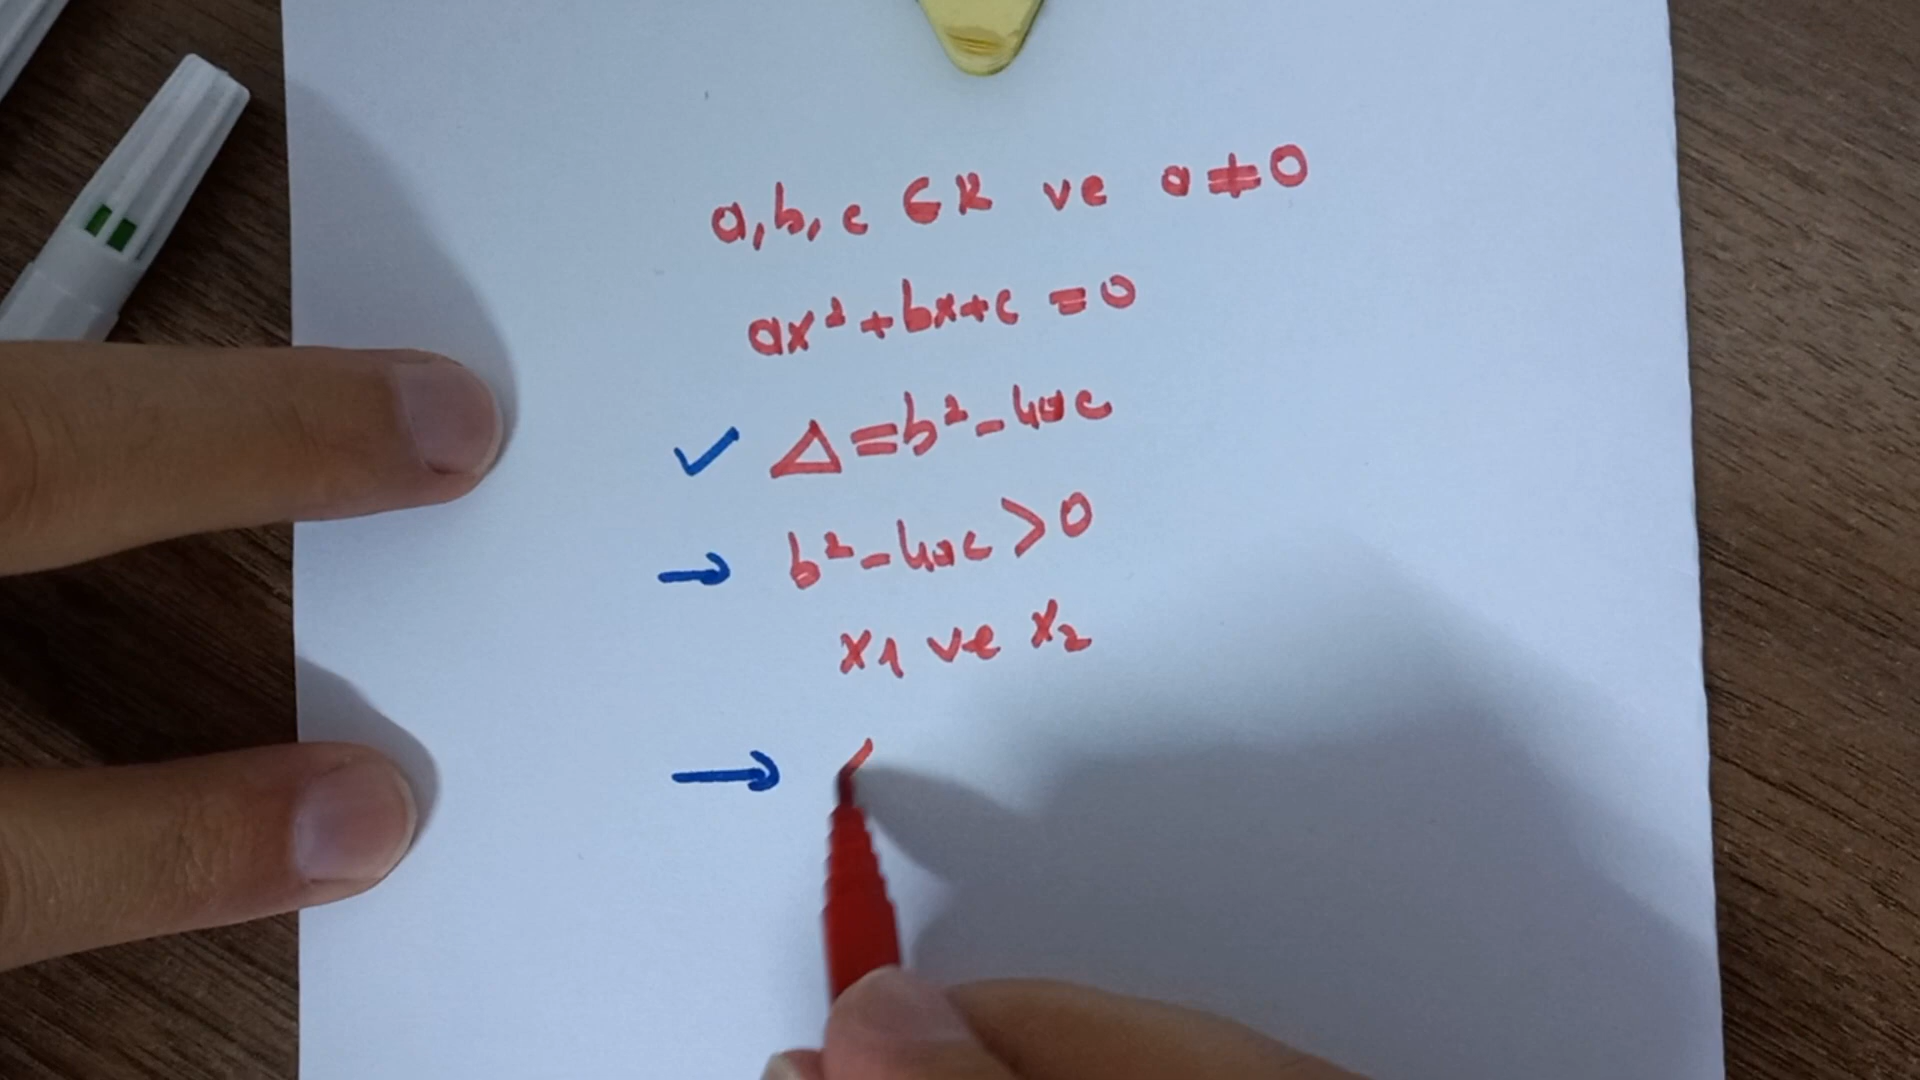 a, b, c ∈ R ve a ≠ 0
ax² + bx + c = 0
✓ Δ = b² - 4ac
→ b² - 4ac > 0
x₁ ve x₂
→